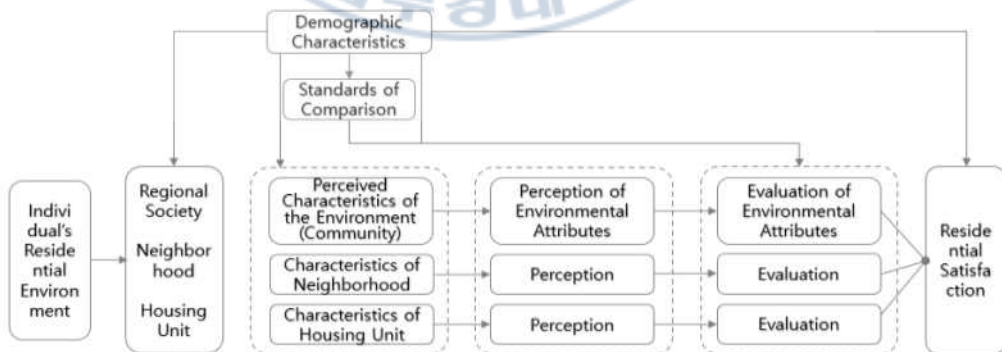 Demographic
Characteristics
Standards of
Comparison
Indivi
dual's
Reside
ntial
Environ
ment
Regional
Society
Neighbor
hood
Housing
Unit
Perceived
Characteristics of
the Environment
(Community)
Perception of
Environmental
Attributes
Evaluation of
Environmental
Attributes
Characteristics of
Neighborhood
Perception
Evaluation
Characteristics of
Housing Unit
Perception
Evaluation
Reside
ntial
Satisfa
ction